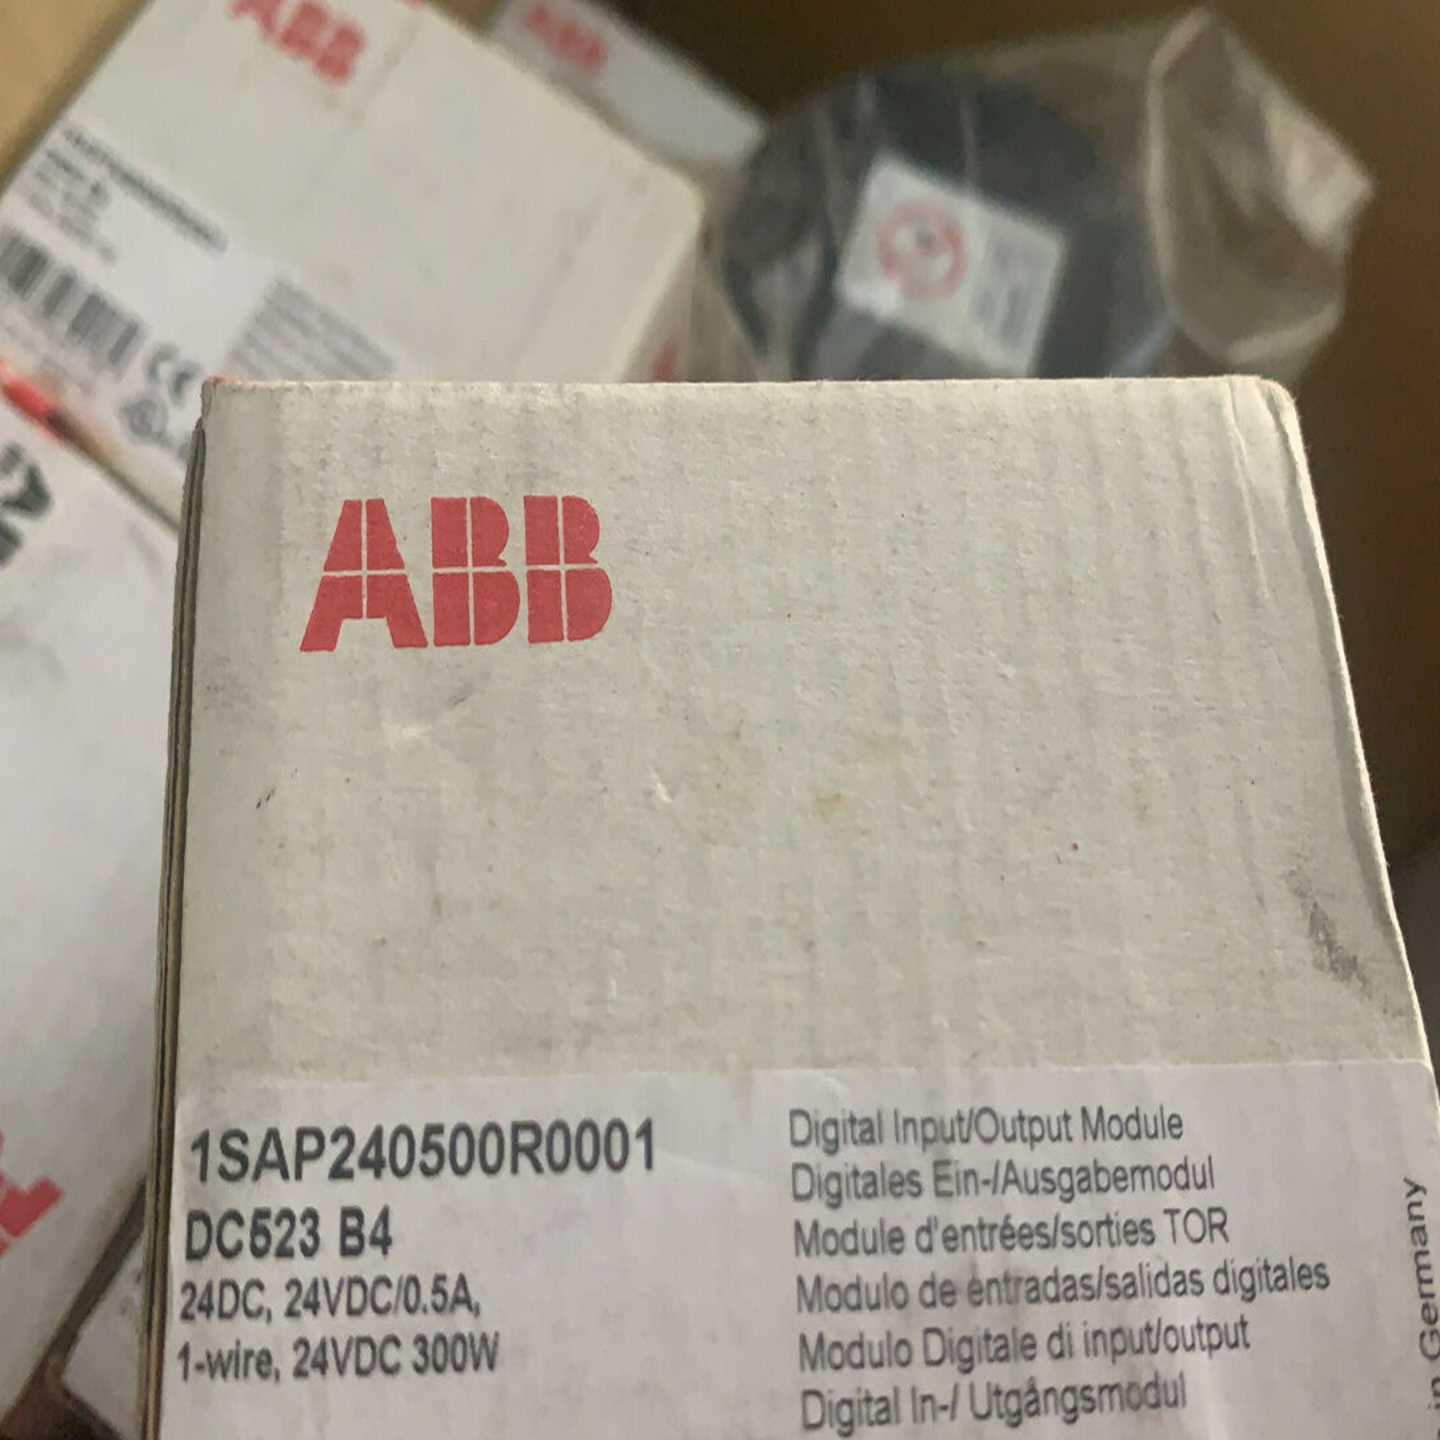 ABB
ABB
ABB
1SAP240500R0001
DC523 B4
24DC, 24VDC/0.5A,
1-wire, 24VDC 300W
Digital Input/Output Module
Digitales Ein-/Ausgabemodul
Module d'entrées/sorties TOR
Modulo de entradas/salidas digitales
Modulo Digitale di input/output
Digital In-/ Utgångsmodul
in Germany